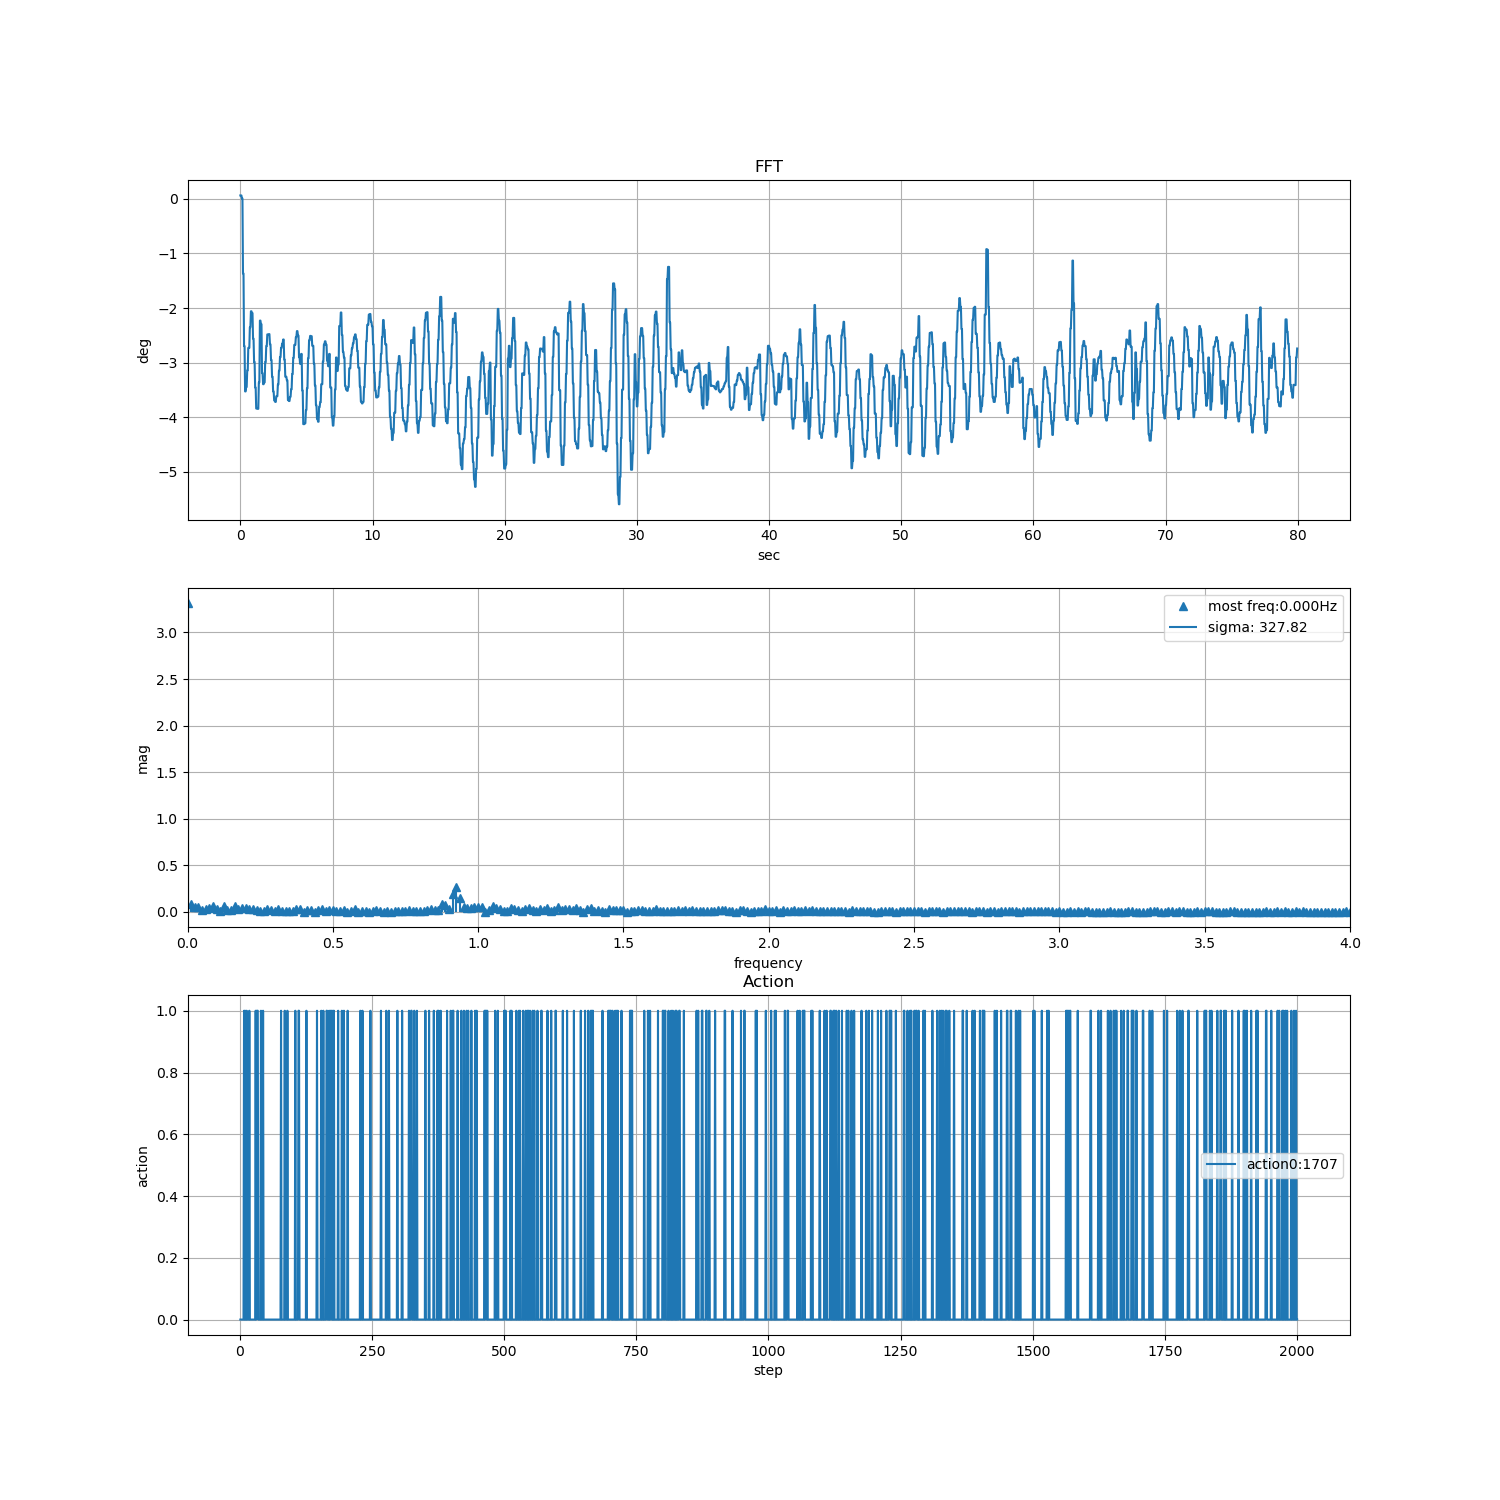 FFT
0
−1
−2
−3
−4
−5
deg
0 10 20 30 40 50 60 70 80
sec
most freq:0.000Hz
sigma: 327.82
3.0
2.5
2.0
1.5
1.0
0.5
0.0
mag
0.0 0.5 1.0 1.5 2.0 2.5 3.0 3.5 4.0
frequency
Action
1.0
0.8
0.6
0.4
0.2
0.0
action
action0:1707
0 250 500 750 1000 1250 1500 1750 2000
step